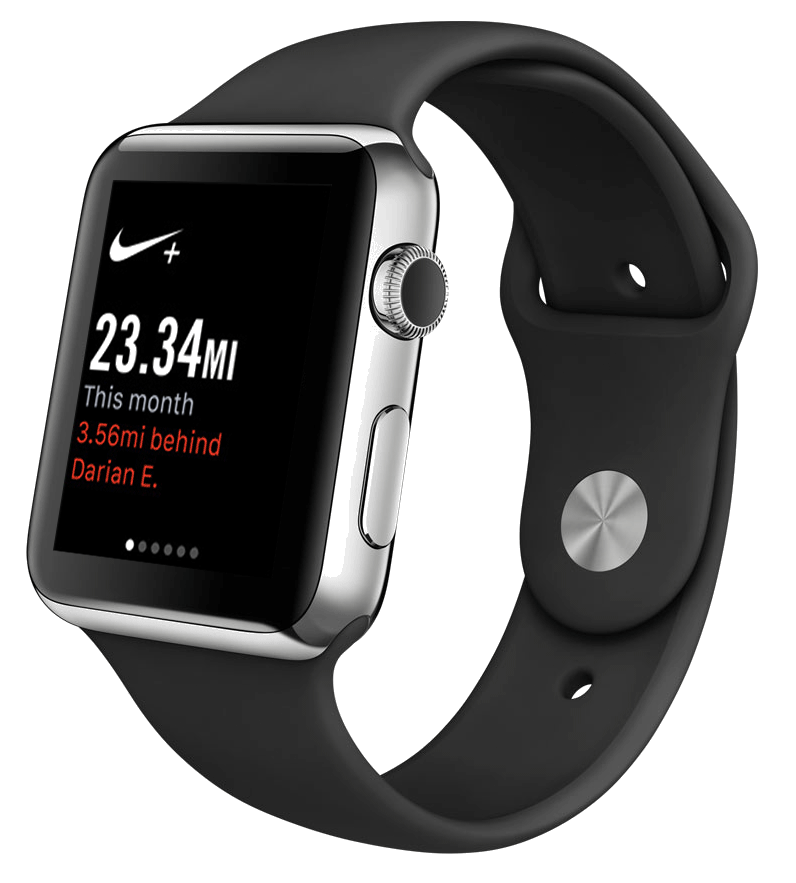 +
23.34MI
This month
3.56mi behind
Darian E.